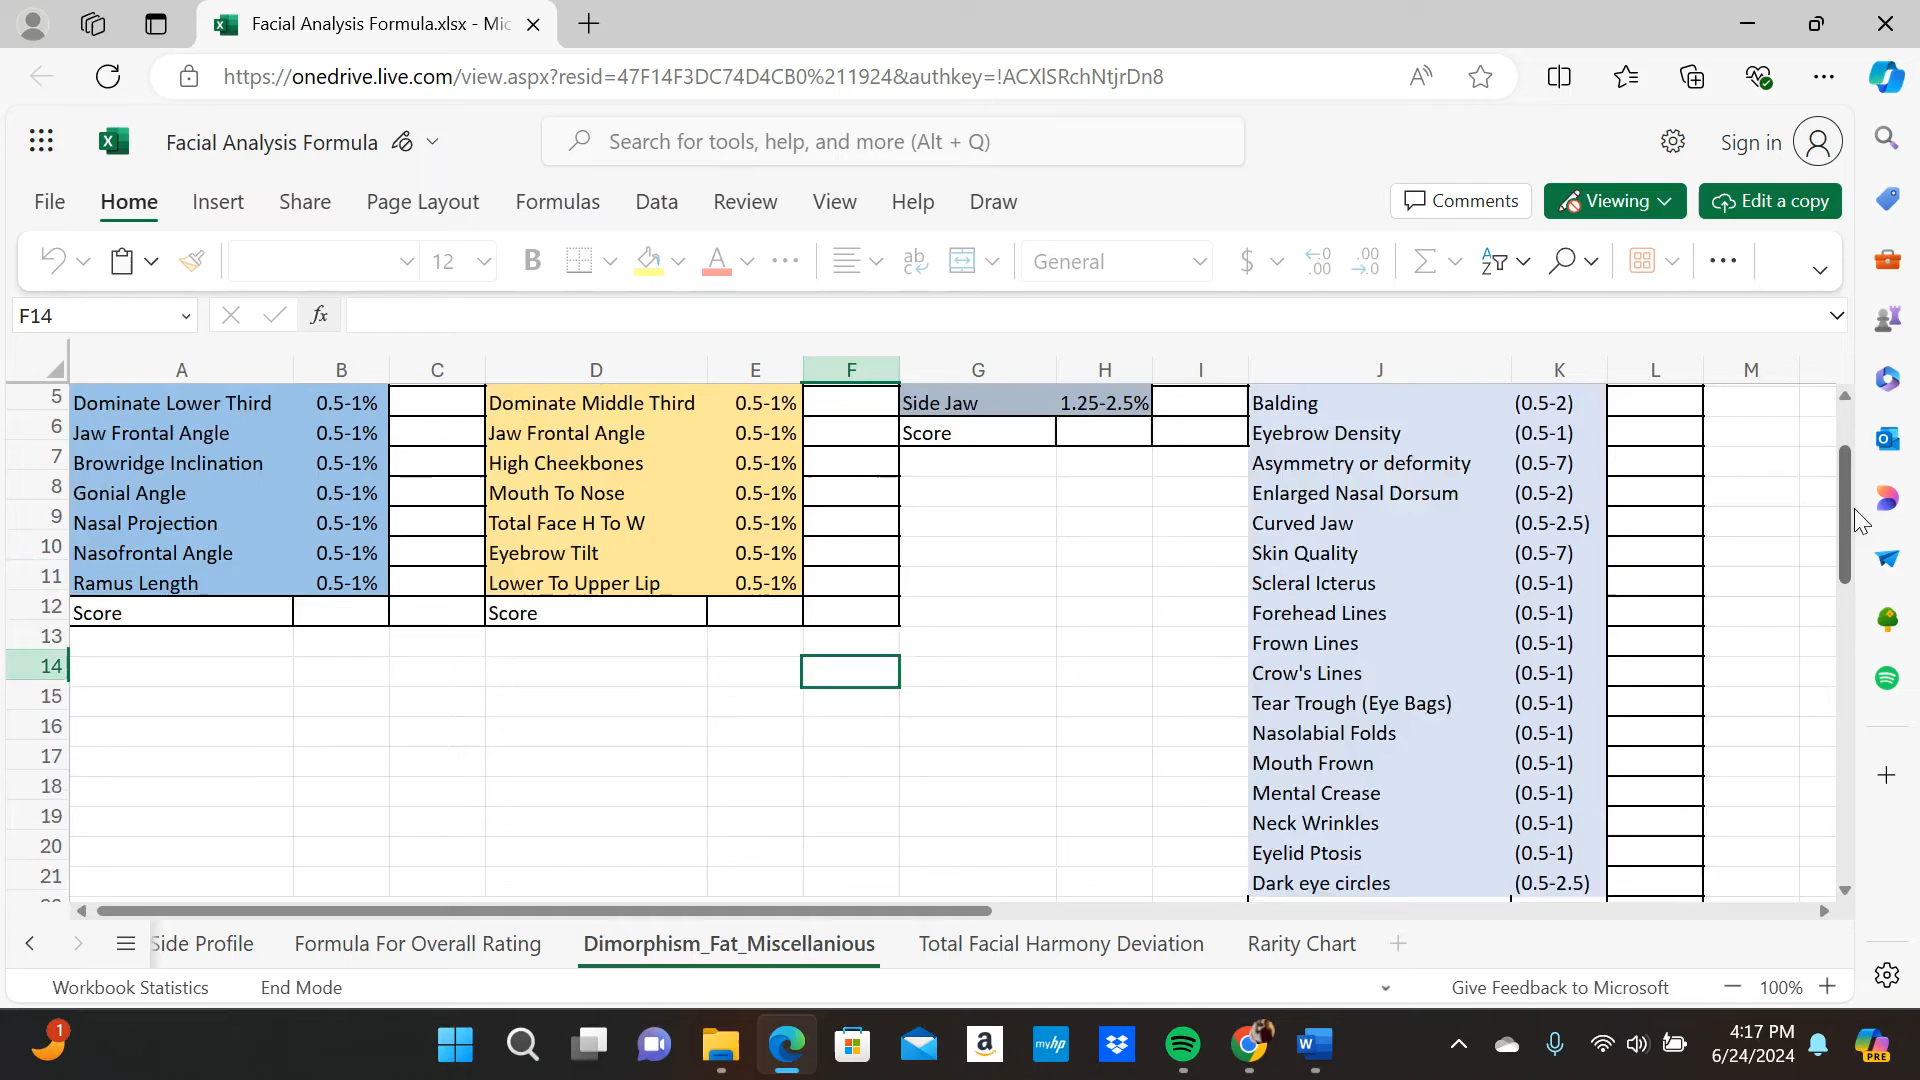 Facial Analysis Formula.xlsx - Mic
https://onedrive.live.com/view.aspx?resid=47F14F3DC74D4CB0%211924&authkey=!ACXlSRchNtjrDn8
Facial Analysis Formula
Search for tools, help, and more (Alt + Q)
Sign in
File Home Insert Share Page Layout Formulas Data Review View Help Draw
Comments Viewing Edit a copy
12 B A ab General $ .00 .00
F14 fx
A B C D E F G H I J K L M
5 Dominate Lower Third 0.5-1% Dominate Middle Third 0.5-1% Side Jaw 1.25-2.5% Balding (0.5-2)
6 Jaw Frontal Angle 0.5-1% Jaw Frontal Angle 0.5-1% Score Eyebrow Density (0.5-1)
7 Browridge Inclination 0.5-1% High Cheekbones 0.5-1% Asymmetry or deformity (0.5-7)
8 Gonial Angle 0.5-1% Mouth To Nose 0.5-1% Enlarged Nasal Dorsum (0.5-2)
9 Nasal Projection 0.5-1% Total Face H To W 0.5-1% Curved Jaw (0.5-2.5)
10 Nasofrontal Angle 0.5-1% Eyebrow Tilt 0.5-1% Skin Quality (0.5-7)
11 Ramus Length 0.5-1% Lower To Upper Lip 0.5-1% Scleral Icterus (0.5-1)
12 Score Score Forehead Lines (0.5-1)
13 Frown Lines (0.5-1)
14 Crow's Lines (0.5-1)
15 Tear Trough (Eye Bags) (0.5-1)
16 Nasolabial Folds (0.5-1)
17 Mouth Frown (0.5-1)
18 Mental Crease (0.5-1)
19 Neck Wrinkles (0.5-1)
20 Eyelid Ptosis (0.5-1)
21 Dark eye circles (0.5-2.5)
Side Profile Formula For Overall Rating Dimorphism_Fat_Miscellanious Total Facial Harmony Deviation Rarity Chart
Workbook Statistics End Mode Give Feedback to Microsoft 100%
1 a myhp W 4:17 PM
6/24/2024 PRE